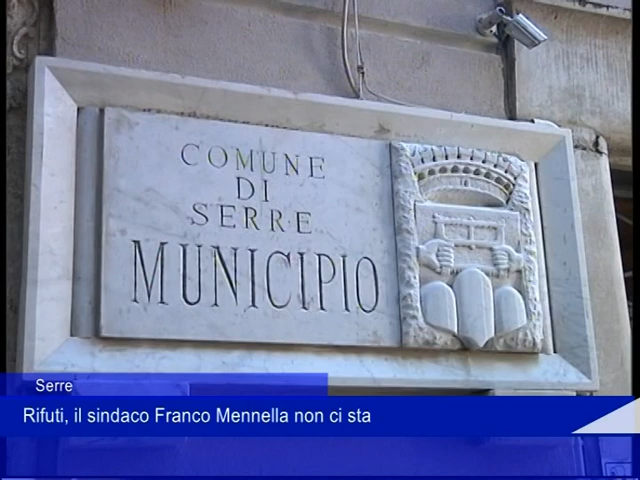 COMUNE
DI
SERRE
MUNICIPIO
Serre
Rifuti, il sindaco Franco Mennella non ci sta